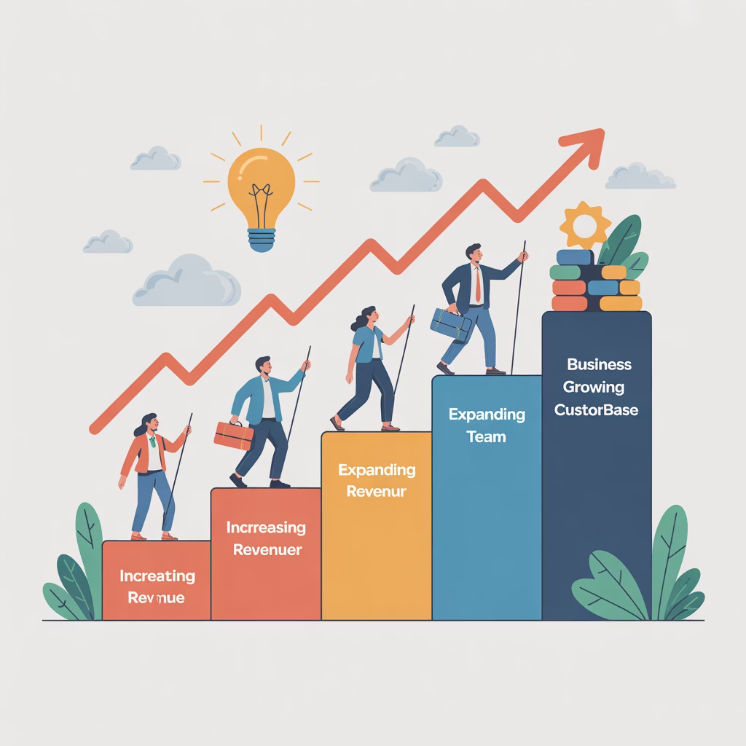 Increating
Revmue
Incrreasing
Revenuer
Expanding
Revenur
Expanding
Team
Business
Growing
CustorBase